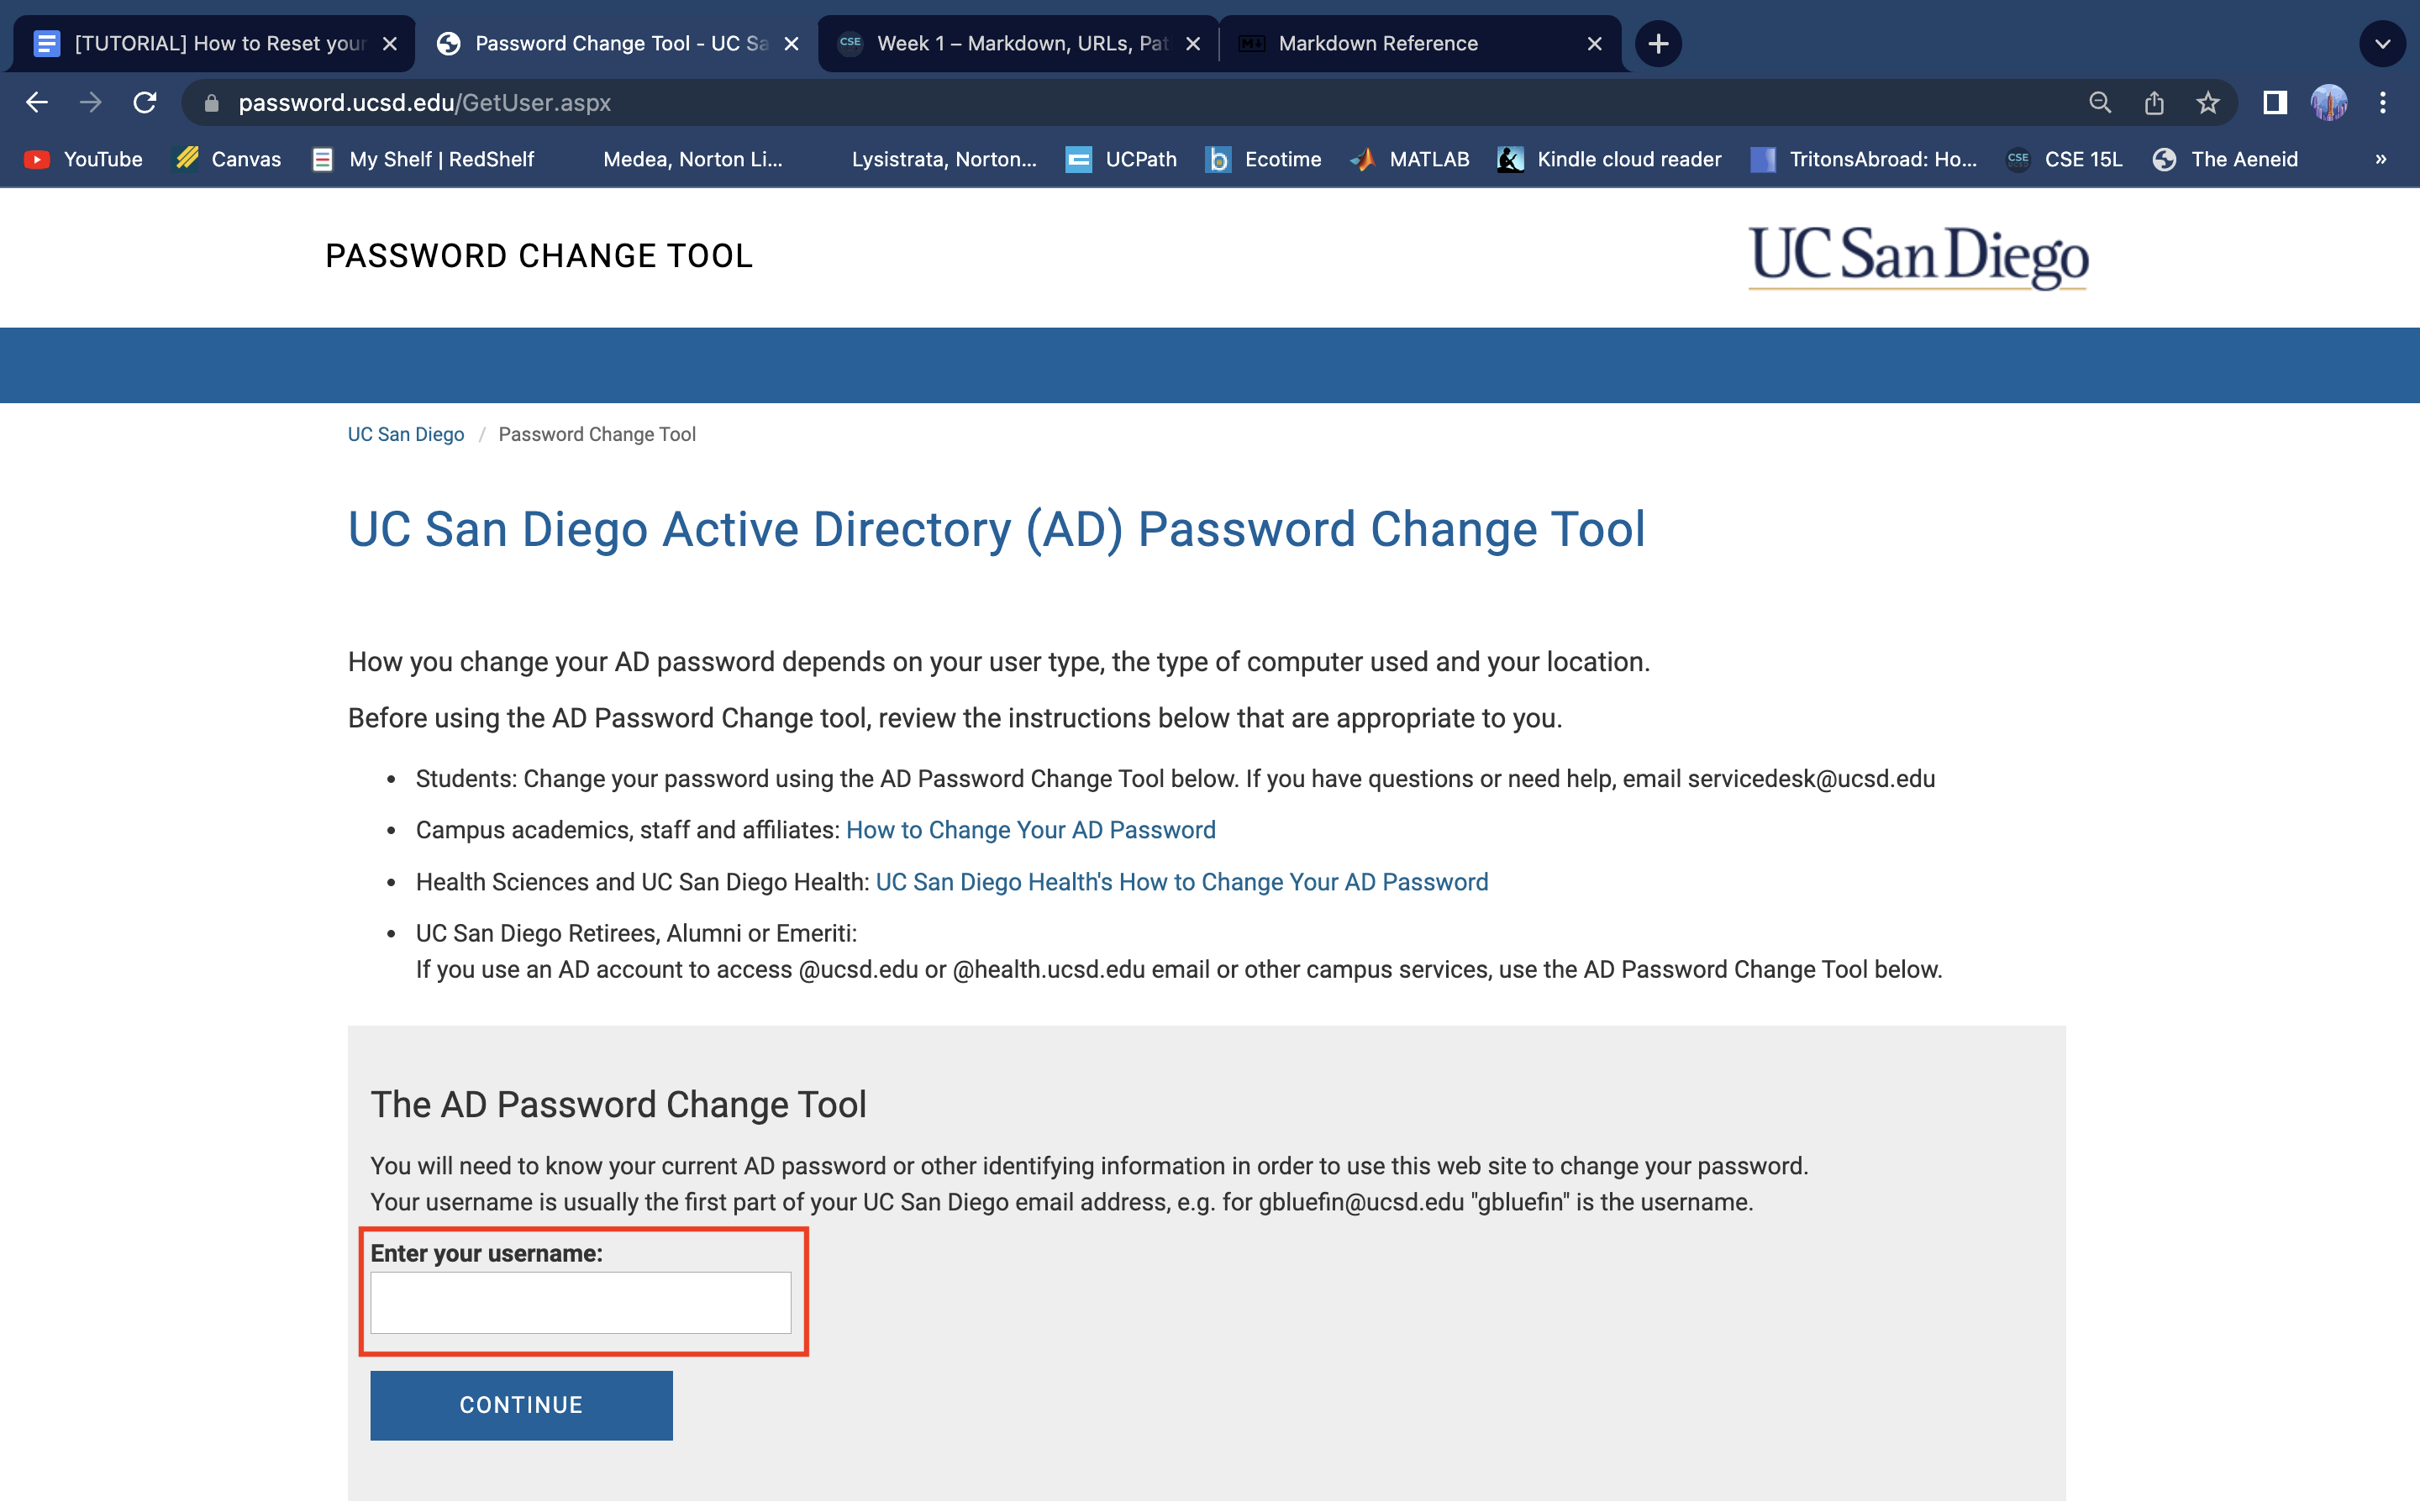 [TUTORIAL] How to Reset your
Password Change Tool - UC Sa
CSE Week 1 – Markdown, URLs, Pat
M Markdown Reference
password.ucsd.edu/GetUser.aspx
YouTube Canvas My Shelf | RedShelf Medea, Norton Li... Lysistrata, Norton... UCPath b Ecotime MATLAB Kindle cloud reader TritonsAbroad: Ho... CSE CSE 15L The Aeneid »
PASSWORD CHANGE TOOL
UC San Diego
UC San Diego / Password Change Tool
UC San Diego Active Directory (AD) Password Change Tool
How you change your AD password depends on your user type, the type of computer used and your location.
Before using the AD Password Change tool, review the instructions below that are appropriate to you.
• Students: Change your password using the AD Password Change Tool below. If you have questions or need help, email servicedesk@ucsd.edu
• Campus academics, staff and affiliates: How to Change Your AD Password
• Health Sciences and UC San Diego Health: UC San Diego Health's How to Change Your AD Password
• UC San Diego Retirees, Alumni or Emeriti:
If you use an AD account to access @ucsd.edu or @health.ucsd.edu email or other campus services, use the AD Password Change Tool below.
The AD Password Change Tool
You will need to know your current AD password or other identifying information in order to use this web site to change your password.
Your username is usually the first part of your UC San Diego email address, e.g. for gbluefin@ucsd.edu "gbluefin" is the username.
Enter your username:
CONTINUE